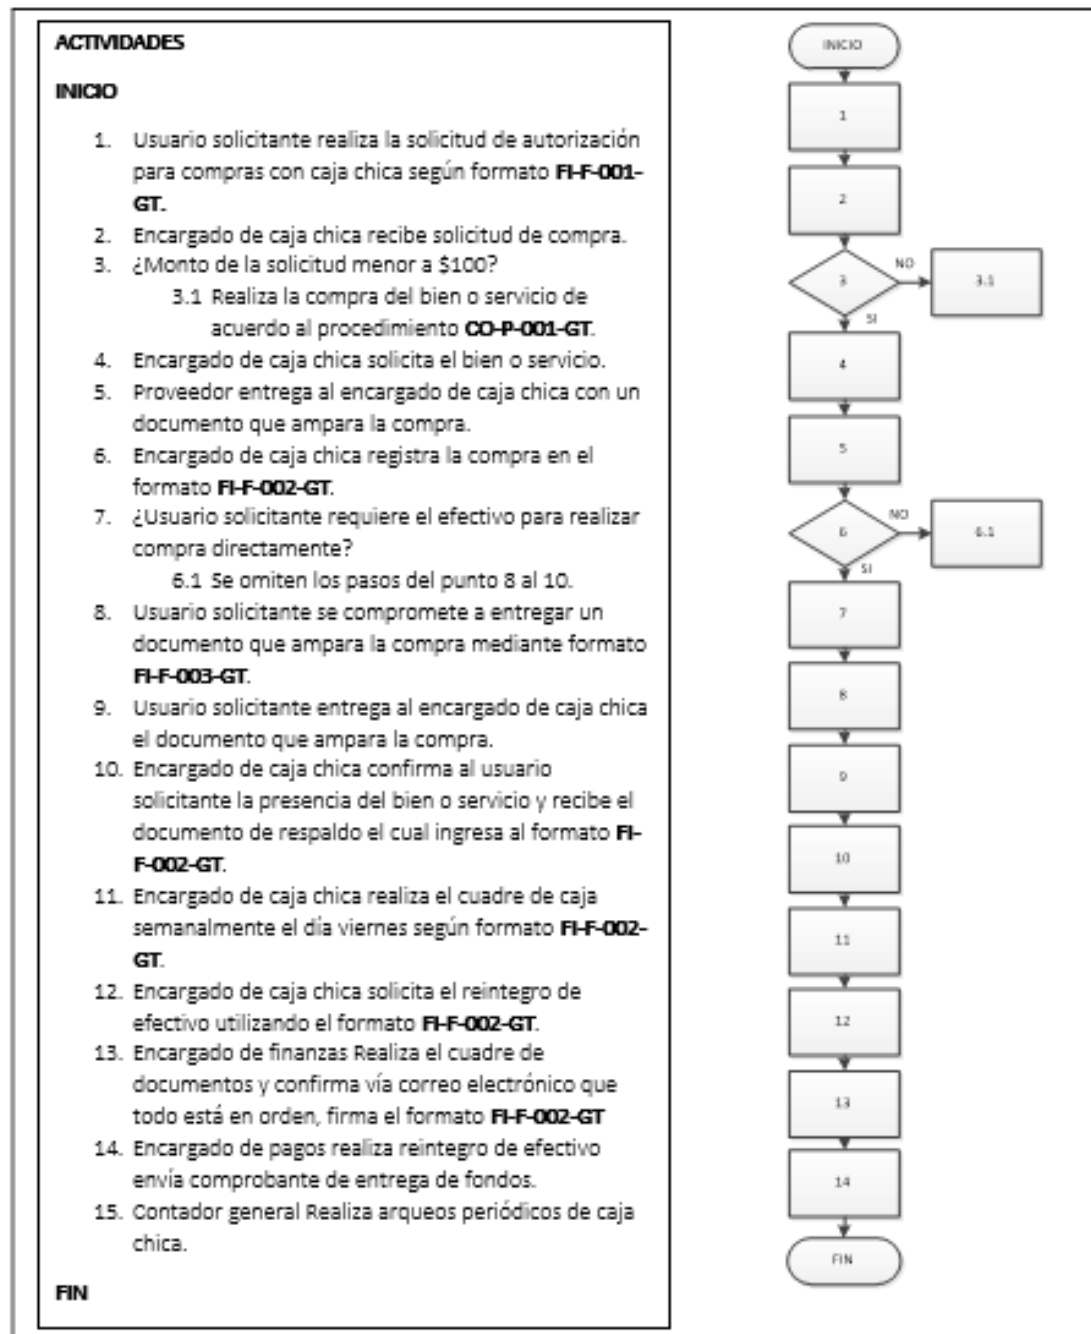 ACTIVIDADES
INICIO
1. Usuario solicitante realiza la solicitud de autorización
para compras con caja chica según formato FI-F-001-
GT.
2. Encargado de caja chica recibe solicitud de compra.
3. ¿Monto de la solicitud menor a $100?
3.1 Realiza la compra del bien o servicio de
acuerdo al procedimiento CO-P-001-GT.
4. Encargado de caja chica solicita el bien o servicio.
5. Proveedor entrega al encargado de caja chica con un
documento que ampara la compra.
6. Encargado de caja chica registra la compra en el
formato FI-F-002-GT.
7. ¿Usuario solicitante requiere el efectivo para realizar
compra directamente?
6.1 Se omiten los pasos del punto 8 al 10.
8. Usuario solicitante se compromete a entregar un
documento que ampara la compra mediante formato
FI-F-003-GT.
9. Usuario solicitante entrega al encargado de caja chica
el documento que ampara la compra.
10. Encargado de caja chica confirma al usuario
solicitante la presencia del bien o servicio y recibe el
documento de respaldo el cual ingresa al formato FI-
F-002-GT.
11. Encargado de caja chica realiza el cuadre de caja
semanalmente el día viernes según formato FI-F-002-
GT.
12. Encargado de caja chica solicita el reintegro de
efectivo utilizando el formato FI-F-002-GT.
13. Encargado de finanzas Realiza el cuadre de
documentos y confirma vía correo electrónico que
todo está en orden, firma el formato FI-F-002-GT
14. Encargado de pagos realiza reintegro de efectivo
envía comprobante de entrega de fondos.
15. Contador general Realiza arqueos periódicos de caja
chica.
FIN
INICIO
1
2
3
NO
3.1
SI
4
5
6
NO
6.1
SI
7
8
9
10
11
12
13
14
FIN